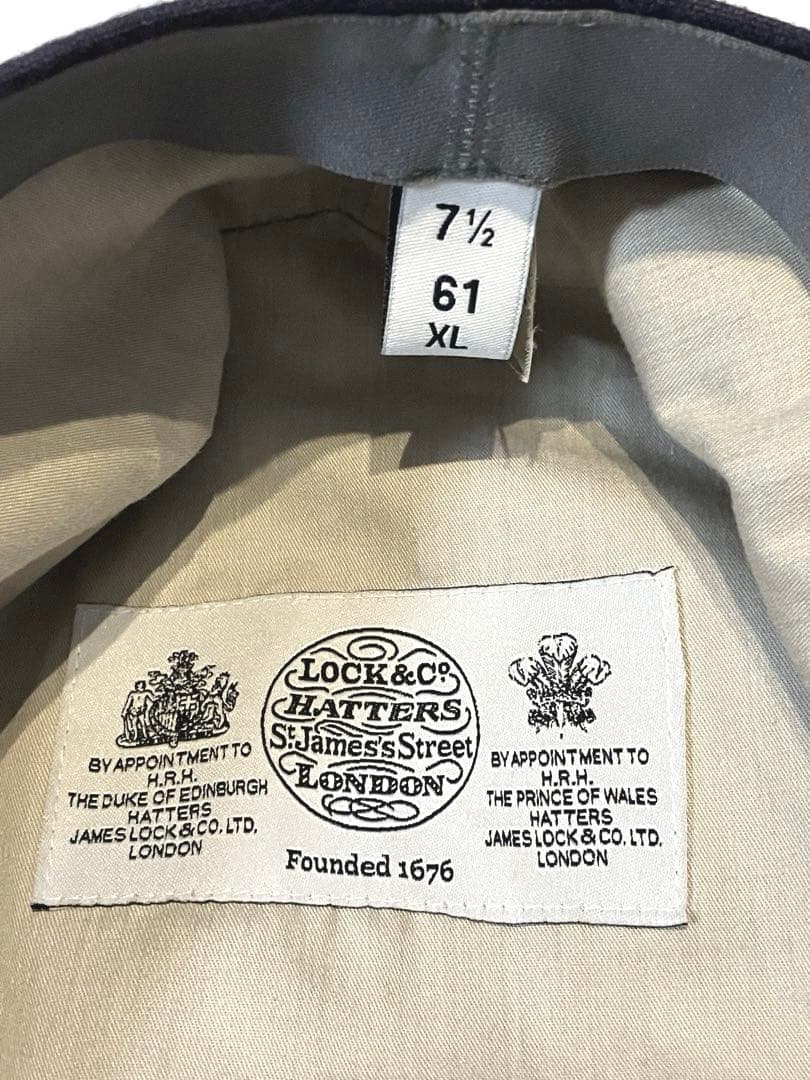 7 ½
61
XL
BY APPOINTMENT TO
H.R.H.
THE DUKE OF EDINBURGH
HATTERS
JAMES LOCK & CO. LTD.
LONDON
LOCK & Co.
HATTERS
St. James's Street
LONDON
Founded 1676
BY APPOINTMENT TO
H.R.H.
THE PRINCE OF WALES
HATTERS
JAMES LOCK & CO. LTD.
LONDON